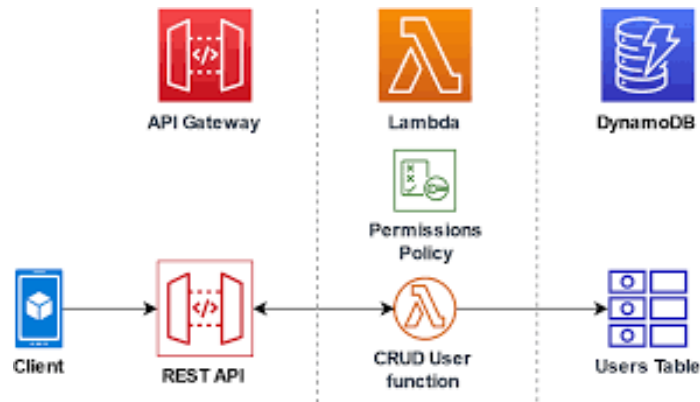 API Gateway
Lambda
DynamoDB
Permissions
Policy
Client
REST API
CRUD User
function
Users Table